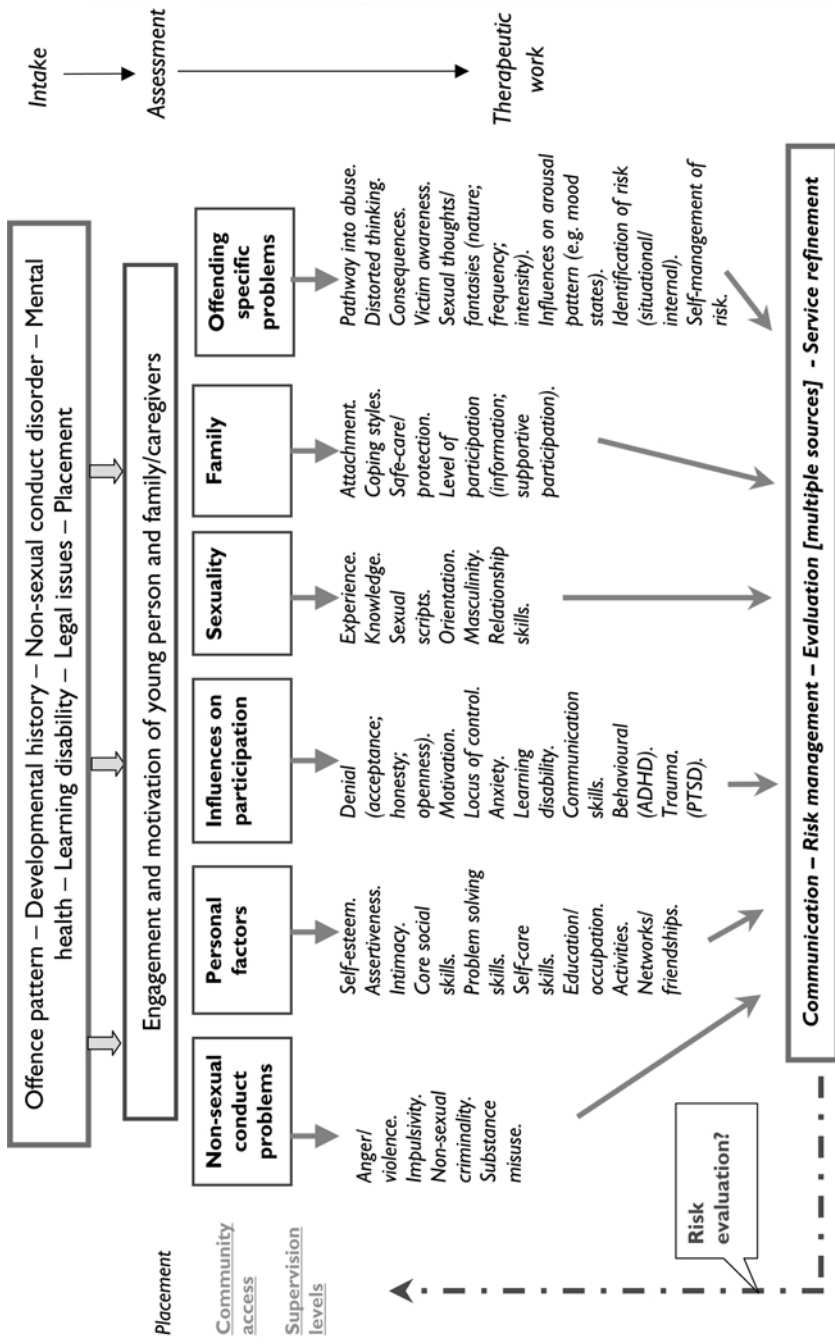 Intake
Assessment
Therapeutic
work
Offence pattern – Developmental history – Non-sexual conduct disorder – Mental
health – Learning disability – Legal issues – Placement
Engagement and motivation of young person and family/caregivers
Placement
Community
access
Supervision
levels
Non-sexual
conduct
problems
Anger/
violence.
Impulsivity.
Non-sexual
criminality.
Substance
misuse.
Personal
factors
Self-esteem.
Assertiveness.
Intimacy.
Core social
skills.
Problem solving
skills.
Self-care
skills.
Education/
occupation.
Activities.
Networks/
friendships.
Influences on
participation
Denial
(acceptance;
honesty;
openness).
Motivation.
Locus of control.
Anxiety.
Learning
disability.
Communication
skills.
Behavioural
(ADHD).
Trauma.
(PTSD).
Sexuality
Experience.
Knowledge.
Sexual
scripts.
Orientation.
Masculinity.
Relationship
skills.
Family
Attachment.
Coping styles.
Safe-care/
protection.
Level of
participation
(information;
supportive
participation).
Offending
specific
problems
Pathway into abuse.
Distorted thinking.
Consequences.
Victim awareness.
Sexual thoughts/
fantasies (nature;
frequency;
intensity).
Influences on arousal
pattern (e.g. mood
states).
Identification of risk
(situational/
internal).
Self-management of
risk.
Risk
evaluation?
Communication – Risk management – Evaluation [multiple sources] - Service refinement